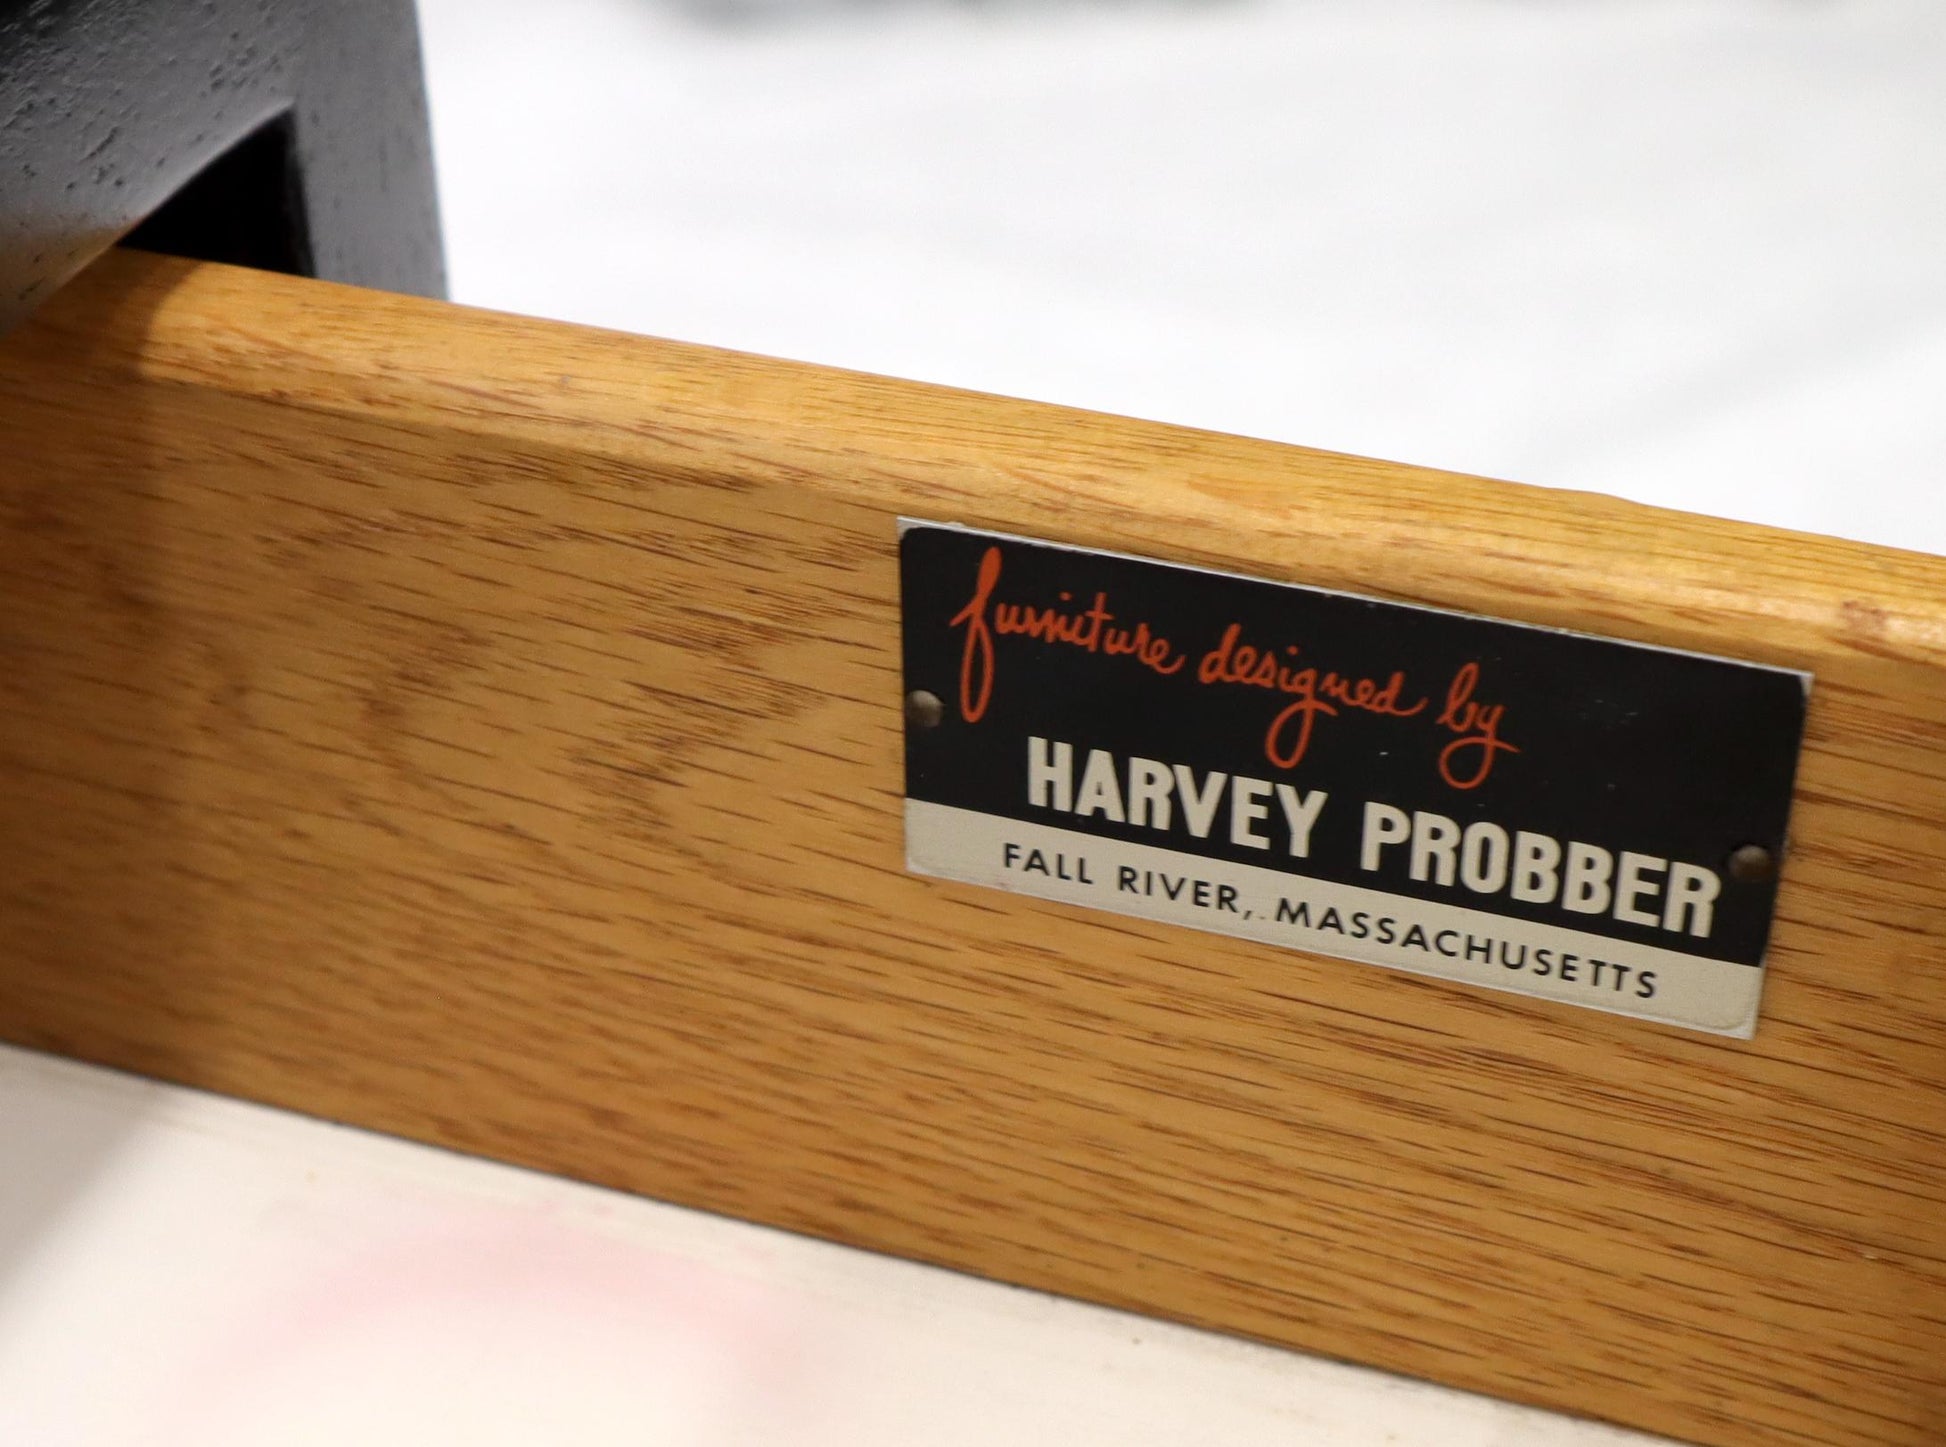 furniture designed by
HARVEY PROBBER
FALL RIVER, MASSACHUSETTS